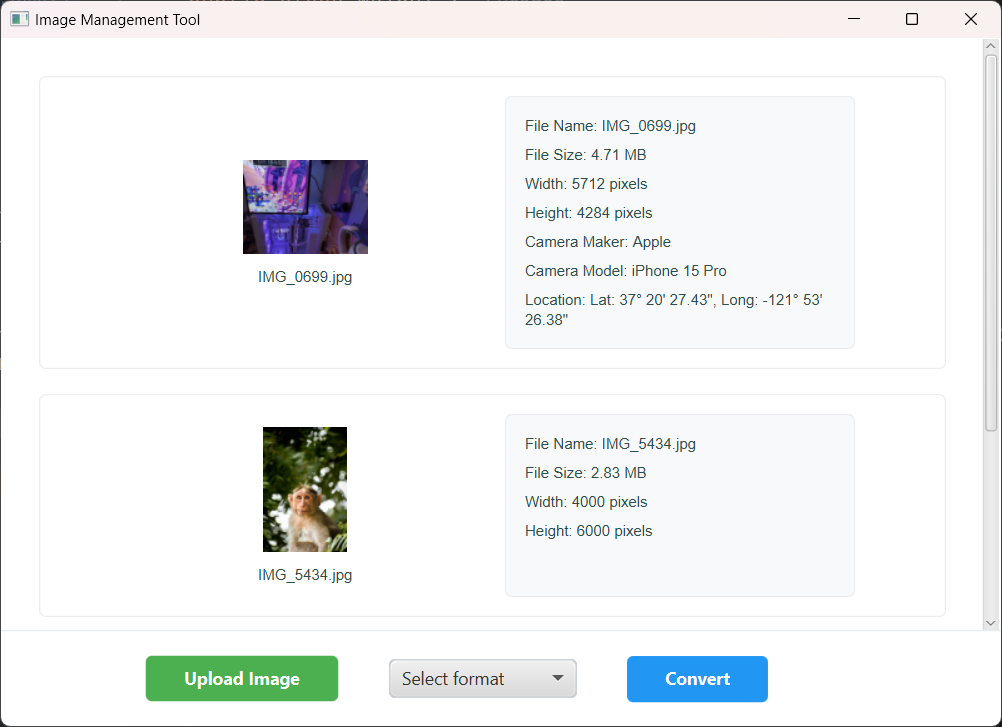 Image Management Tool
IMG_0699.jpg
File Name: IMG_0699.jpg
File Size: 4.71 MB
Width: 5712 pixels
Height: 4284 pixels
Camera Maker: Apple
Camera Model: iPhone 15 Pro
Location: Lat: 37° 20' 27.43", Long: -121° 53'
26.38"
IMG_5434.jpg
File Name: IMG_5434.jpg
File Size: 2.83 MB
Width: 4000 pixels
Height: 6000 pixels
Upload Image
Select format
Convert